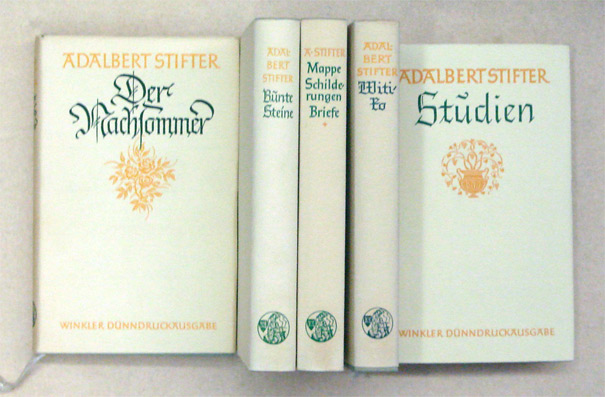 ADALBERT STIFTER
Der
Nachsommer
WINKLER DÜNNDRUCKAUSGABE
ADAL-
BERT
STIFTER
Bunte
Steine
A·STIFTER
Mappe
Schilde-
rungen
Briefe
ADAL-
BERT
STIFTER
Witi-
ko
ADALBERT STIFTER
Studien
WINKLER DÜNNDRUCKAUSGABE